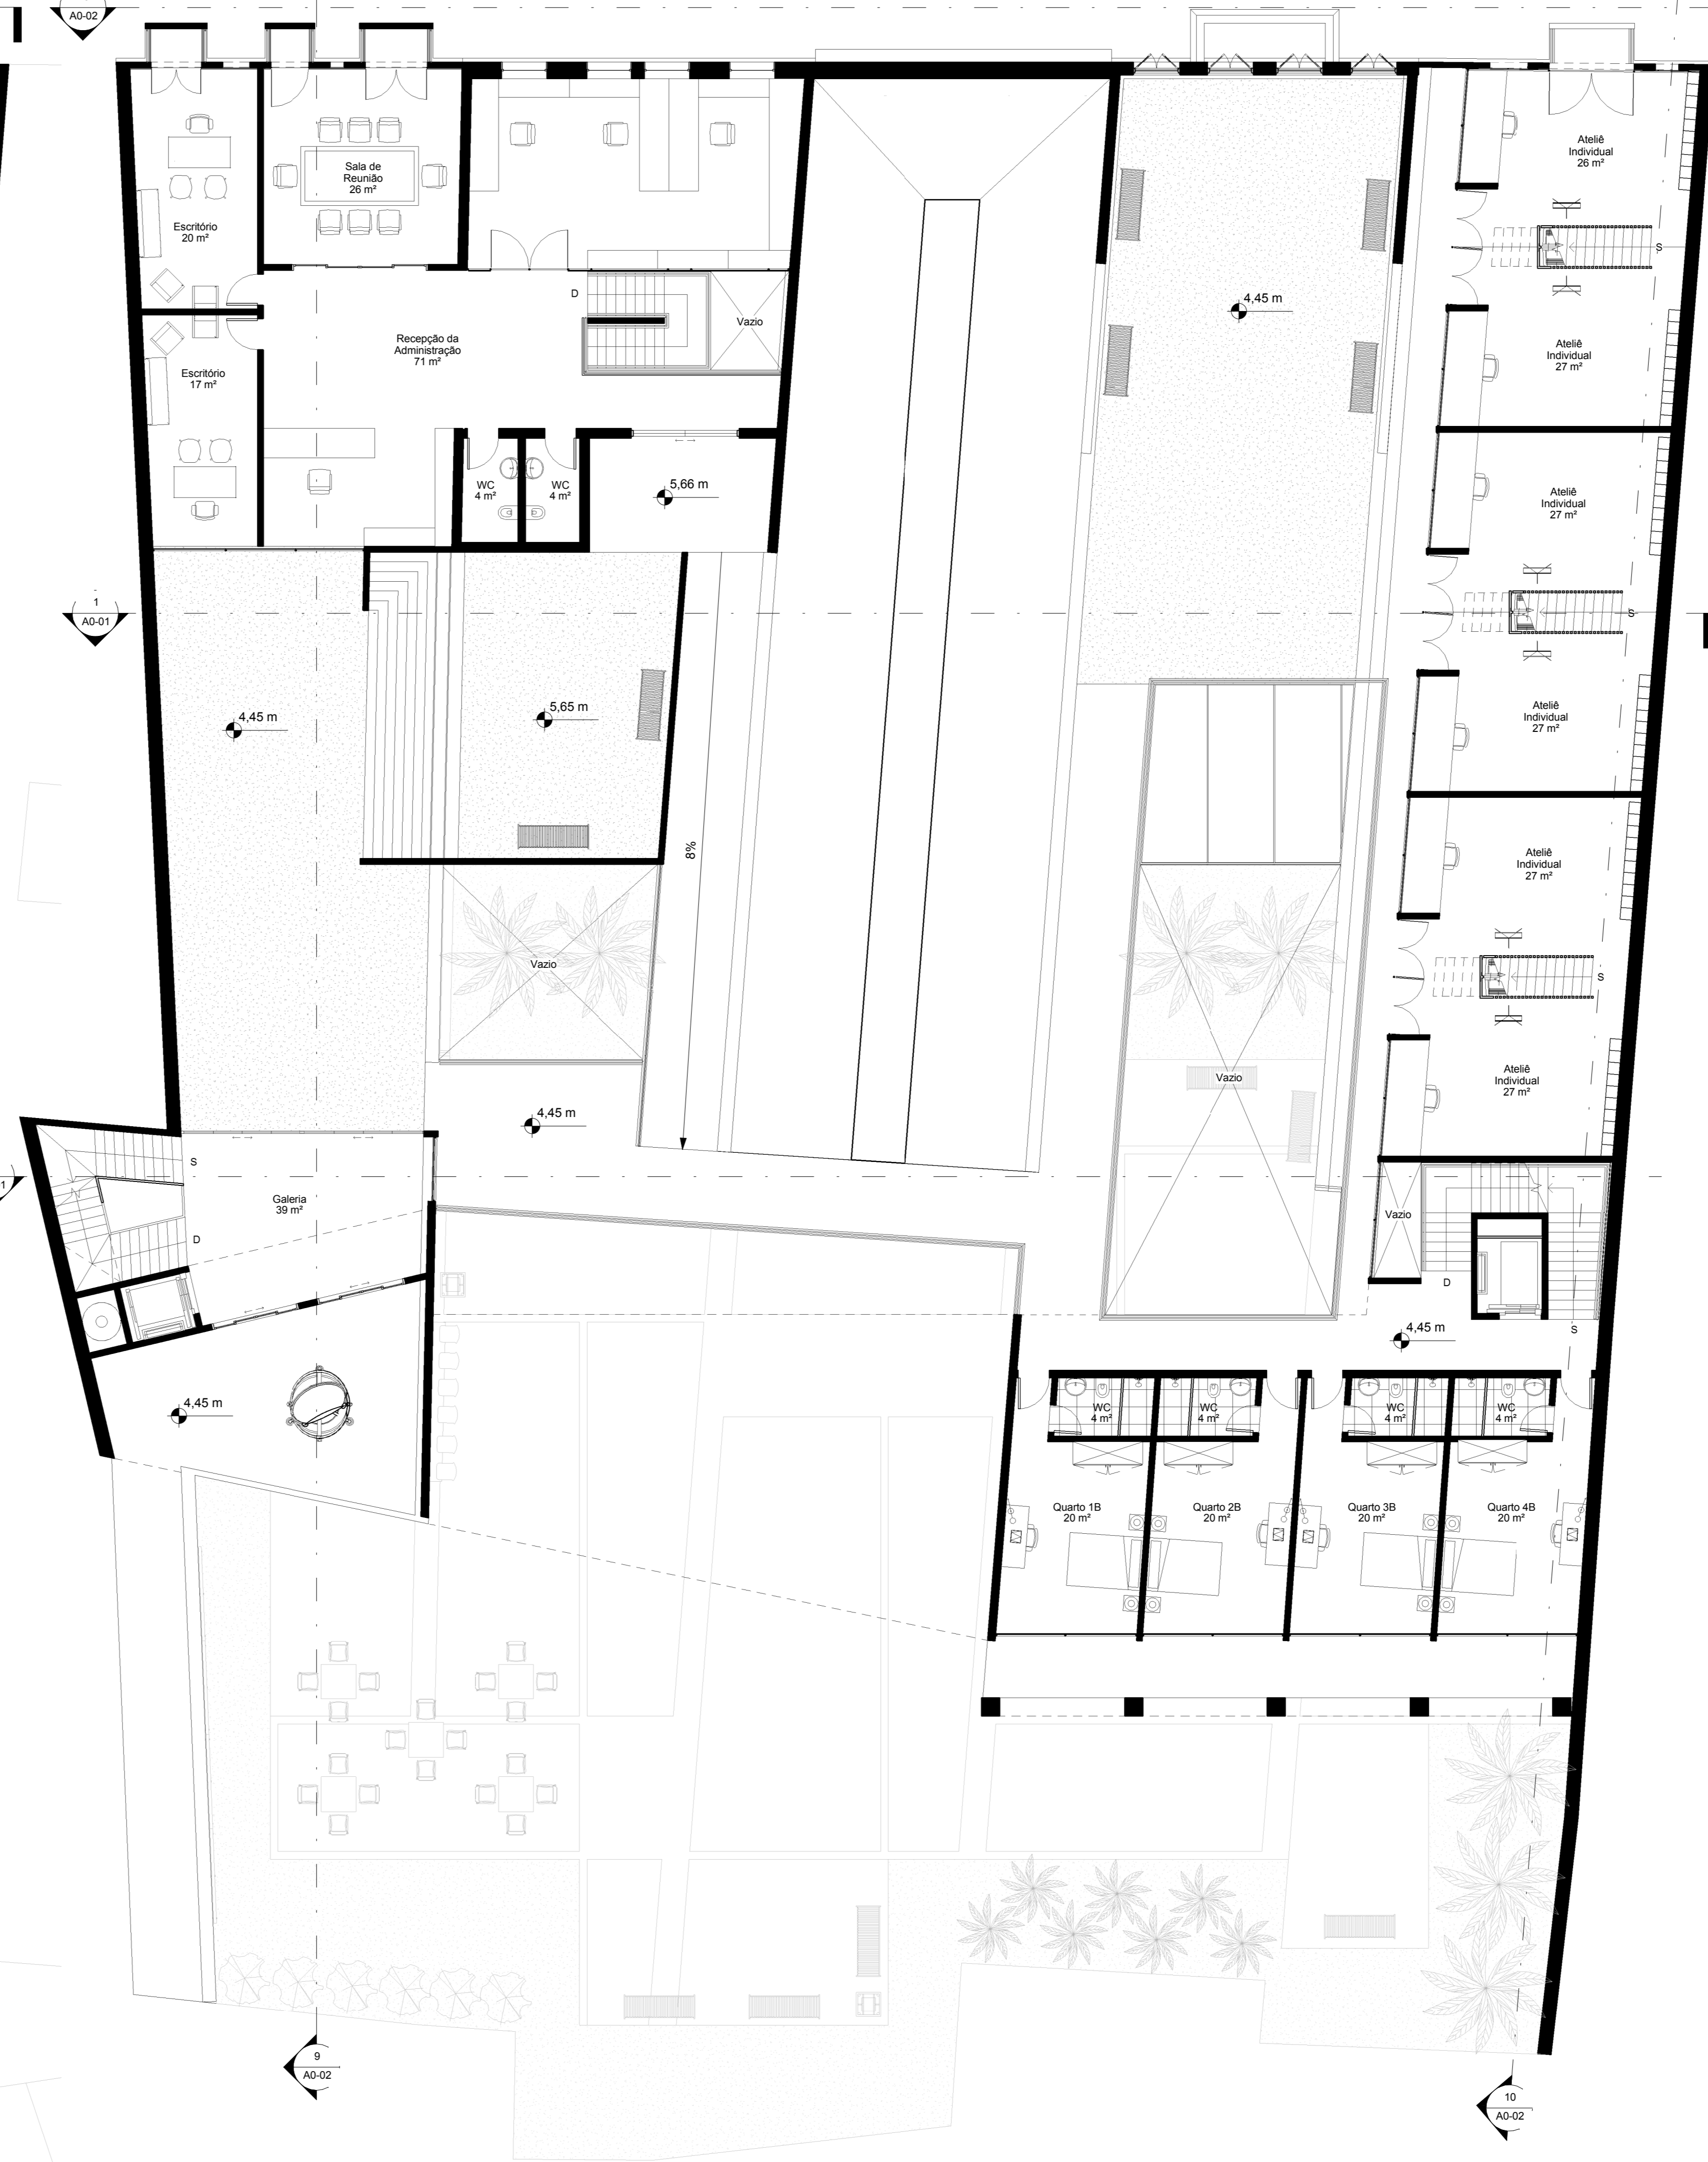 A0-02
Sala de
Reunião
26 m²
Escritório
20 m²
Ateliê
Individual
26 m²
S
D
Vazio
4,45 m
Recepção da
Administração
71 m²
Escritório
17 m²
Ateliê
Individual
27 m²
WC
4 m²
WC
4 m²
5,66 m
Ateliê
Individual
27 m²
1
A0-01
S
4,45 m
5,65 m
Ateliê
Individual
27 m²
8%
Ateliê
Individual
27 m²
Vazio
S
Vazio
Ateliê
Individual
27 m²
4,45 m
S
1
Galeria
39 m²
Vazio
D
D
S
4,45 m
4,45 m
WC
4 m²
WC
4 m²
WC
4 m²
WC
4 m²
Quarto 1B
20 m²
Quarto 2B
20 m²
Quarto 3B
20 m²
Quarto 4B
20 m²
9
A0-02
10
A0-02